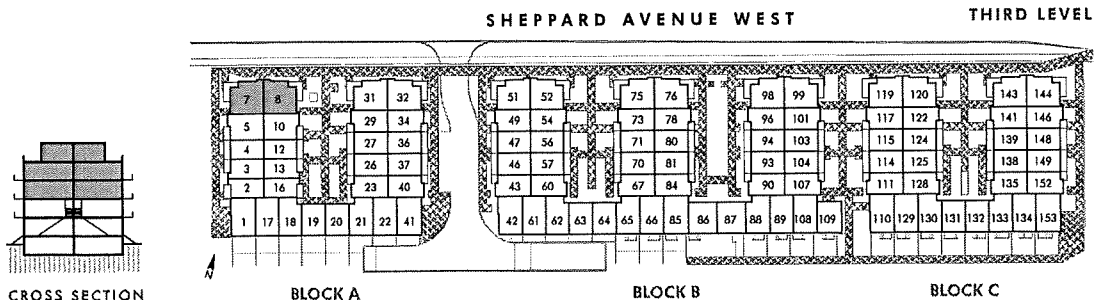 SHEPPARD AVENUE WEST
THIRD LEVEL
7 8 31 32 51 52 75 76 98 99 119 120 143 144
5 10 29 34 49 54 73 78 96 101 117 122 141 146
4 12 27 36 47 56 71 80 94 103 115 124 139 148
3 13 26 37 46 57 70 81 93 104 114 125 138 149
2 16 23 40 43 60 67 84 90 107 111 128 135 152
1 17 18 19 20 21 22 41 42 61 62 63 64 65 66 85 86 87 88 89 108 109 110 129 130 131 132 133 134 153
N
CROSS SECTION
BLOCK A
BLOCK B
BLOCK C